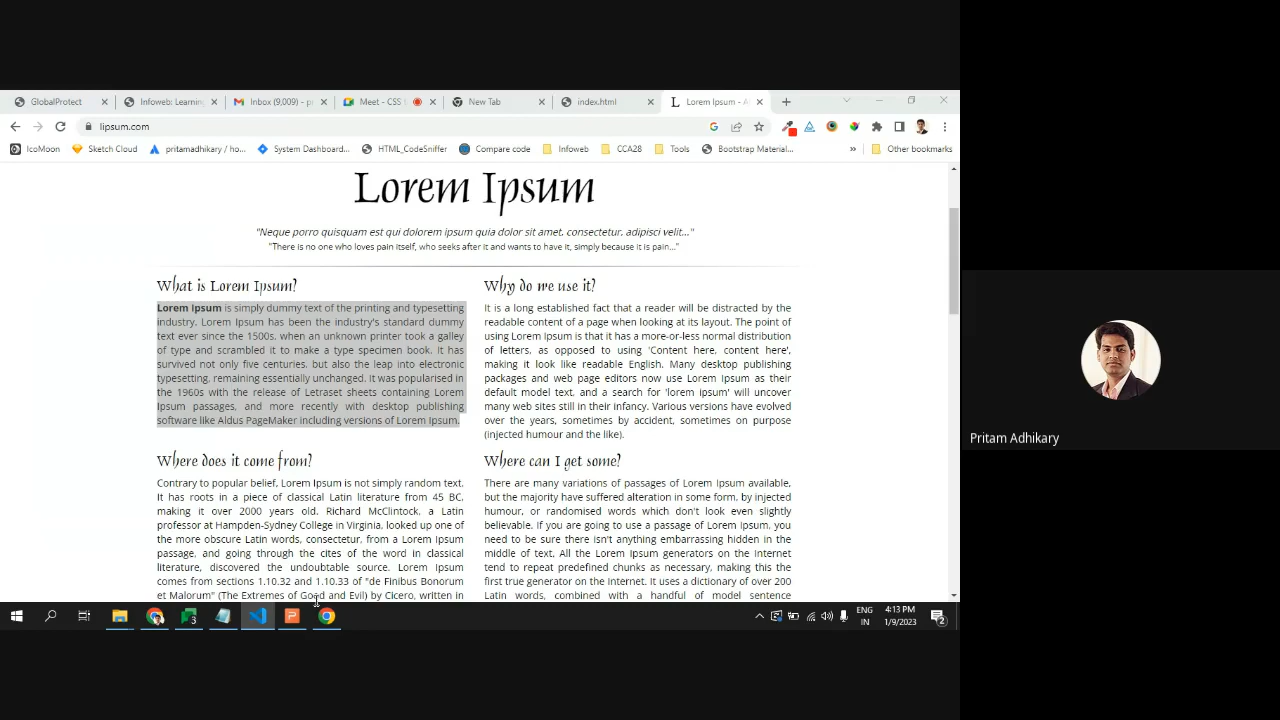 GlobalProtect
Infoweb: Learning
Inbox (9,009) - p
Meet - CSS
New Tab
index.html
Lorem Ipsum - A
lipsum.com
IcoMoon
Sketch Cloud
pritamadhikary / ho...
System Dashboard...
HTML_CodeSniffer
Compare code
Infoweb
CCA28
Tools
Bootstrap Material...
»
Other bookmarks
Lorem Ipsum
"Neque porro quisquam est qui dolorem ipsum quia dolor sit amet, consectetur, adipisci velit..."
"There is no one who loves pain itself, who seeks after it and wants to have it, simply because it is pain..."
What is Lorem Ipsum?
Lorem Ipsum is simply dummy text of the printing and typesetting
industry. Lorem Ipsum has been the industry's standard dummy
text ever since the 1500s, when an unknown printer took a galley
of type and scrambled it to make a type specimen book. It has
survived not only five centuries, but also the leap into electronic
typesetting, remaining essentially unchanged. It was popularised in
the 1960s with the release of Letraset sheets containing Lorem
Ipsum passages, and more recently with desktop publishing
software like Aldus PageMaker including versions of Lorem Ipsum.
Why do we use it?
It is a long established fact that a reader will be distracted by the
readable content of a page when looking at its layout. The point of
using Lorem Ipsum is that it has a more-or-less normal distribution
of letters, as opposed to using 'Content here, content here',
making it look like readable English. Many desktop publishing
packages and web page editors now use Lorem Ipsum as their
default model text, and a search for 'lorem ipsum' will uncover
many web sites still in their infancy. Various versions have evolved
over the years, sometimes by accident, sometimes on purpose
(injected humour and the like).
Where does it come from?
Contrary to popular belief, Lorem Ipsum is not simply random text.
It has roots in a piece of classical Latin literature from 45 BC,
making it over 2000 years old. Richard McClintock, a Latin
professor at Hampden-Sydney College in Virginia, looked up one of
the more obscure Latin words, consectetur, from a Lorem Ipsum
passage, and going through the cites of the word in classical
literature, discovered the undoubtable source. Lorem Ipsum
comes from sections 1.10.32 and 1.10.33 of "de Finibus Bonorum
et Malorum" (The Extremes of Good and Evil) by Cicero, written in
Where can I get some?
There are many variations of passages of Lorem Ipsum available,
but the majority have suffered alteration in some form, by injected
humour, or randomised words which don't look even slightly
believable. If you are going to use a passage of Lorem Ipsum, you
need to be sure there isn't anything embarrassing hidden in the
middle of text. All the Lorem Ipsum generators on the Internet
tend to repeat predefined chunks as necessary, making this the
first true generator on the Internet. It uses a dictionary of over 200
Latin words, combined with a handful of model sentence
ENG
IN
4:13 PM
1/9/2023
2
Pritam Adhikary